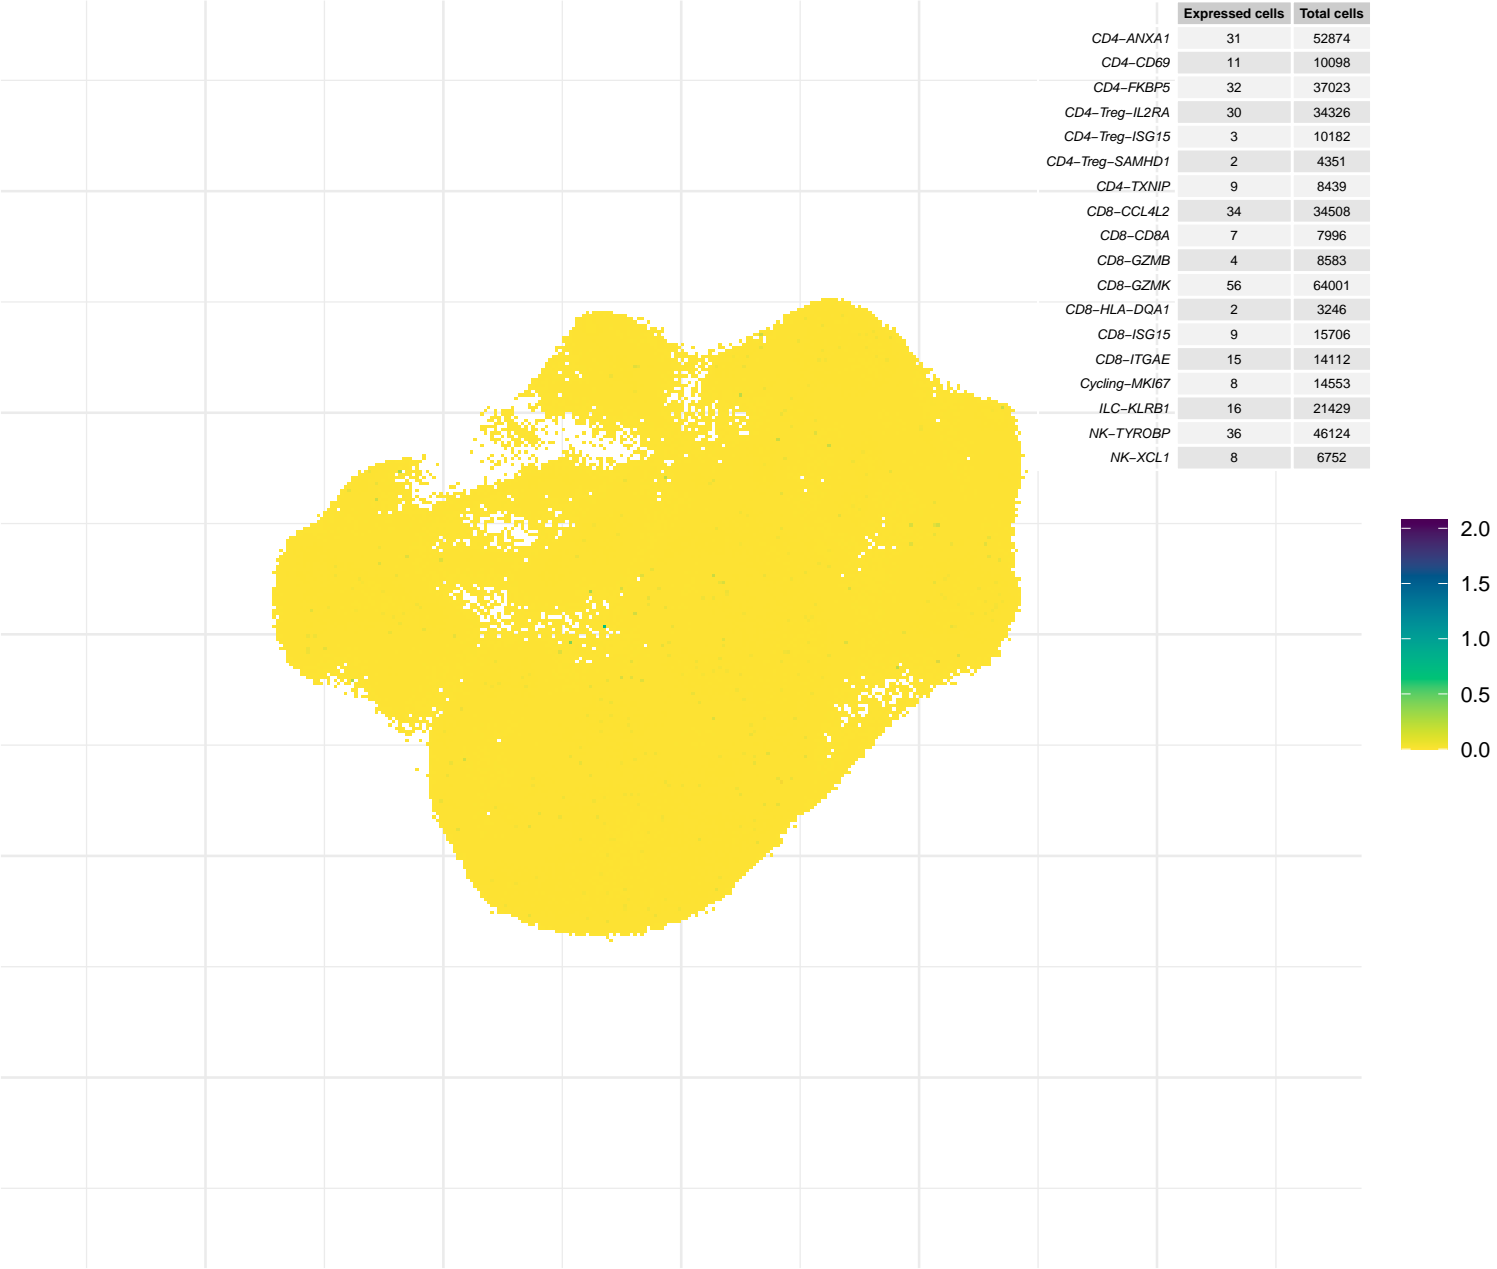 Expressed cells Total cells
CD4−ANXA1 31 52874
CD4−CD69 11 10098
CD4−FKBP5 32 37023
CD4−Treg−IL2RA 30 34326
CD4−Treg−ISG15 3 10182
CD4−Treg−SAMHD1 2 4351
CD4−TXNIP 9 8439
CD8−CCL4L2 34 34508
CD8−CD8A 7 7996
CD8−GZMB 4 8583
CD8−GZMK 56 64001
CD8−HLA−DQA1 2 3246
CD8−ISG15 9 15706
CD8−ITGAE 15 14112
Cycling−MKI67 8 14553
ILC−KLRB1 16 21429
NK−TYROBP 36 46124
NK−XCL1 8 6752
2.0
1.5
1.0
0.5
0.0